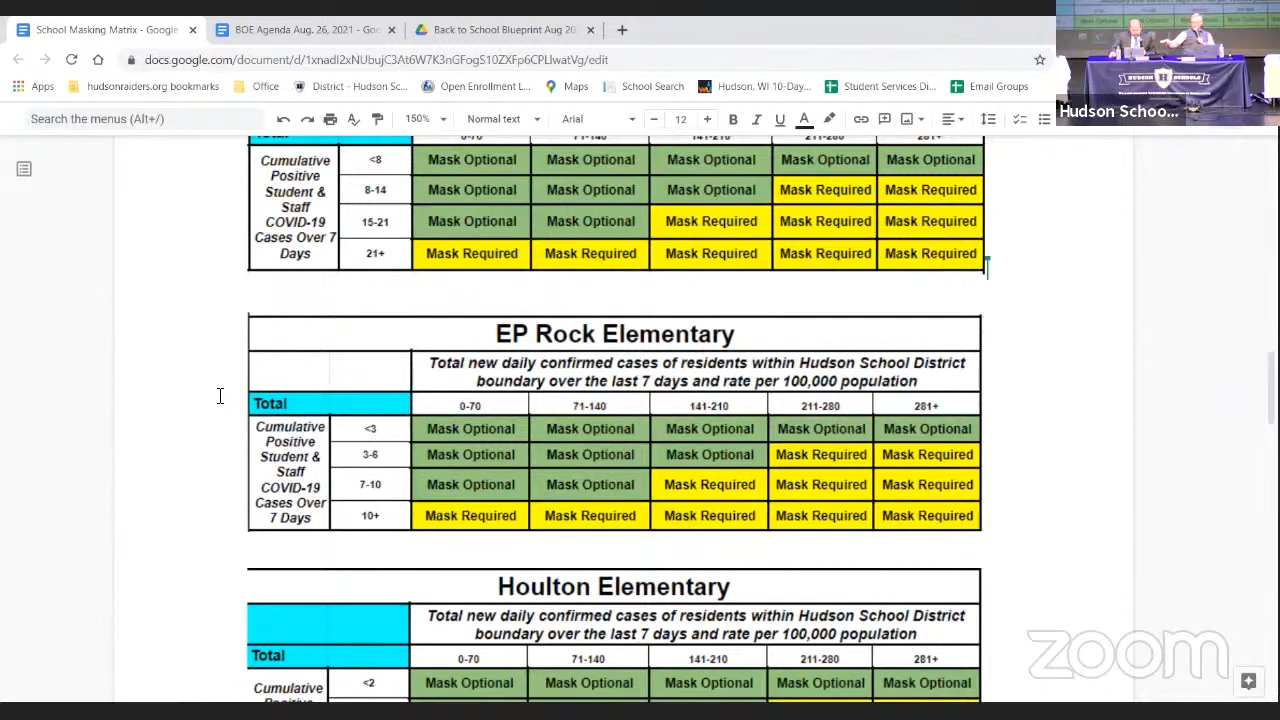 School Masking Matrix - Google
BOE Agenda Aug. 26, 2021 - Go
Back to School Blueprint Aug 20
docs.google.com/document/d/
/edit
Apps
hudsonraiders.org bookmarks
Office
District - Hudson Sc...
Maps
School Search
Hudson, WI 10-Day...
Student Services Di...
Email Groups
Hudson Schoo...
HUDSON SCHOOLS
Search the menus (Alt+/)
150%
Normal text
Arial
12
B I U A
Total 0-70 71-140 141-210 211-280 281+
Cumulative Positive Student & Staff COVID-19 Cases Over 7 Days
<8 Mask Optional Mask Optional Mask Optional Mask Optional Mask Optional
8-14 Mask Optional Mask Optional Mask Optional Mask Required Mask Required
15-21 Mask Optional Mask Optional Mask Required Mask Required Mask Required
21+ Mask Required Mask Required Mask Required Mask Required Mask Required
EP Rock Elementary
Total new daily confirmed cases of residents within Hudson School District
boundary over the last 7 days and rate per 100,000 population
Total 0-70 71-140 141-210 211-280 281+
Cumulative Positive Student & Staff COVID-19 Cases Over 7 Days
<3 Mask Optional Mask Optional Mask Optional Mask Optional Mask Optional
3-6 Mask Optional Mask Optional Mask Optional Mask Required Mask Required
7-10 Mask Optional Mask Optional Mask Required Mask Required Mask Required
10+ Mask Required Mask Required Mask Required Mask Required Mask Required
Houlton Elementary
Total new daily confirmed cases of residents within Hudson School District
boundary over the last 7 days and rate per 100,000 population
Total 0-70 71-140 141-210 211-280 281+
Cumulative
<2 Mask Optional Mask Optional Mask Optional Mask Optional Mask Optional
zoom